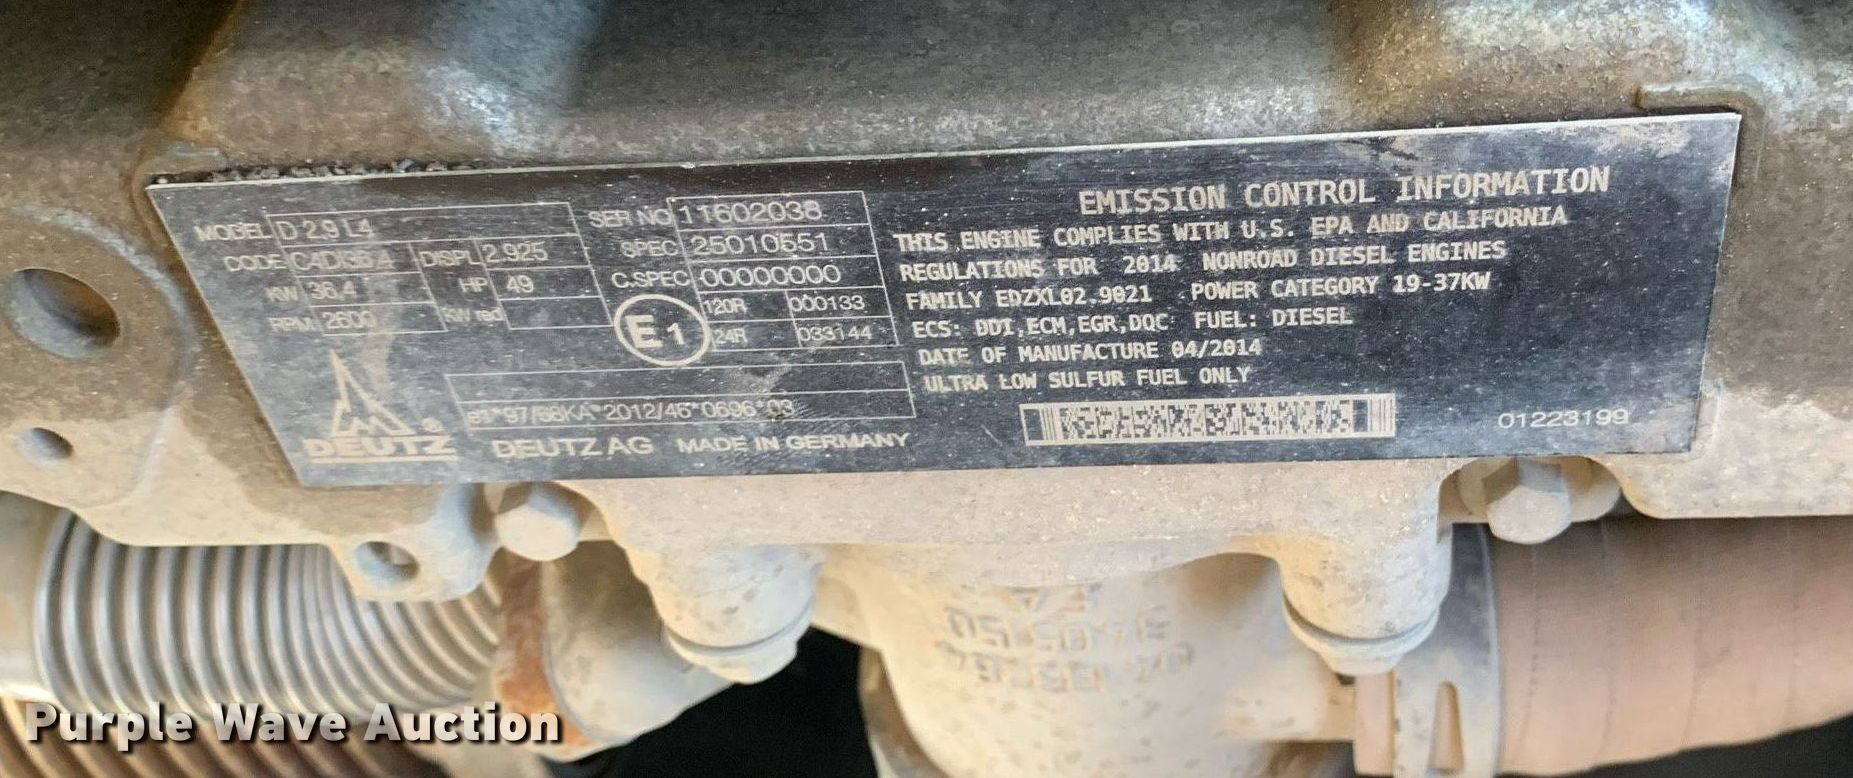 MODEL D 2.9 L4
CODE C4DI36,4 DISPL 2.925
KW 36,4 HP 49
RPM 2600 KW red
SER NO 11602038
SPEC 25010551
C.SPEC 00000000
E1 120R 000133
24R 033144
e1*97/68KA*2012/46*0696*03
DEUTZ ®
DEUTZ AG MADE IN GERMANY
EMISSION CONTROL INFORMATION
THIS ENGINE COMPLIES WITH U.S. EPA AND CALIFORNIA
REGULATIONS FOR 2014 NONROAD DIESEL ENGINES
FAMILY EDZXL02.9021 POWER CATEGORY 19-37KW
ECS: DDI,ECM,EGR,DOC FUEL: DIESEL
DATE OF MANUFACTURE 04/2014
ULTRA LOW SULFUR FUEL ONLY
01223199
Purple Wave Auction